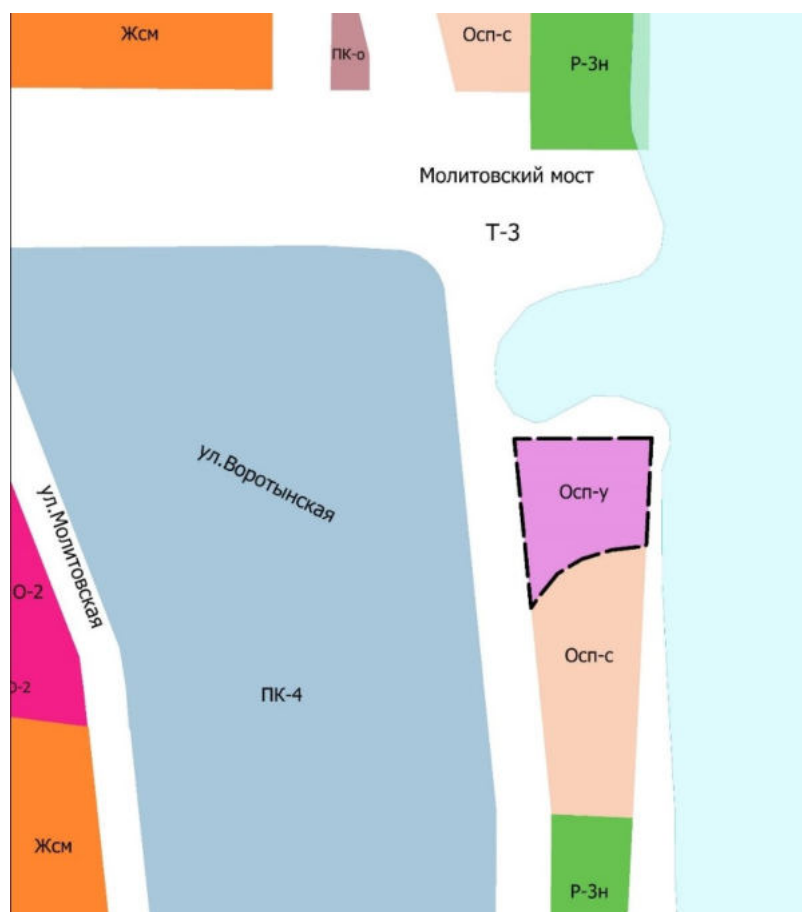 Жсм
ПК-о
Осп-с
Р-3н
Молитовский мост
Т-3
ул.Воротынская
Осп-у
ул.Молитовская
О-2
Осп-с
О-2
ПК-4
Жсм
Р-3н